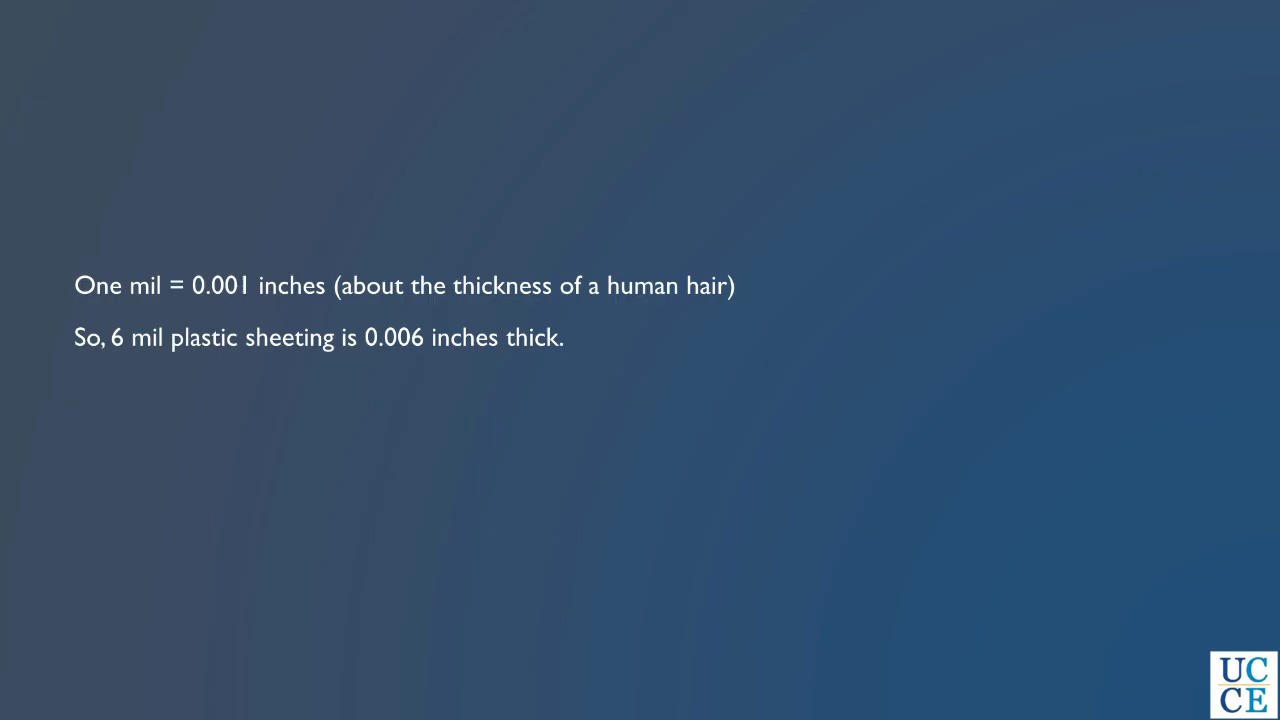 One mil = 0.001 inches (about the thickness of a human hair)
So, 6 mil plastic sheeting is 0.006 inches thick.
UC
CE